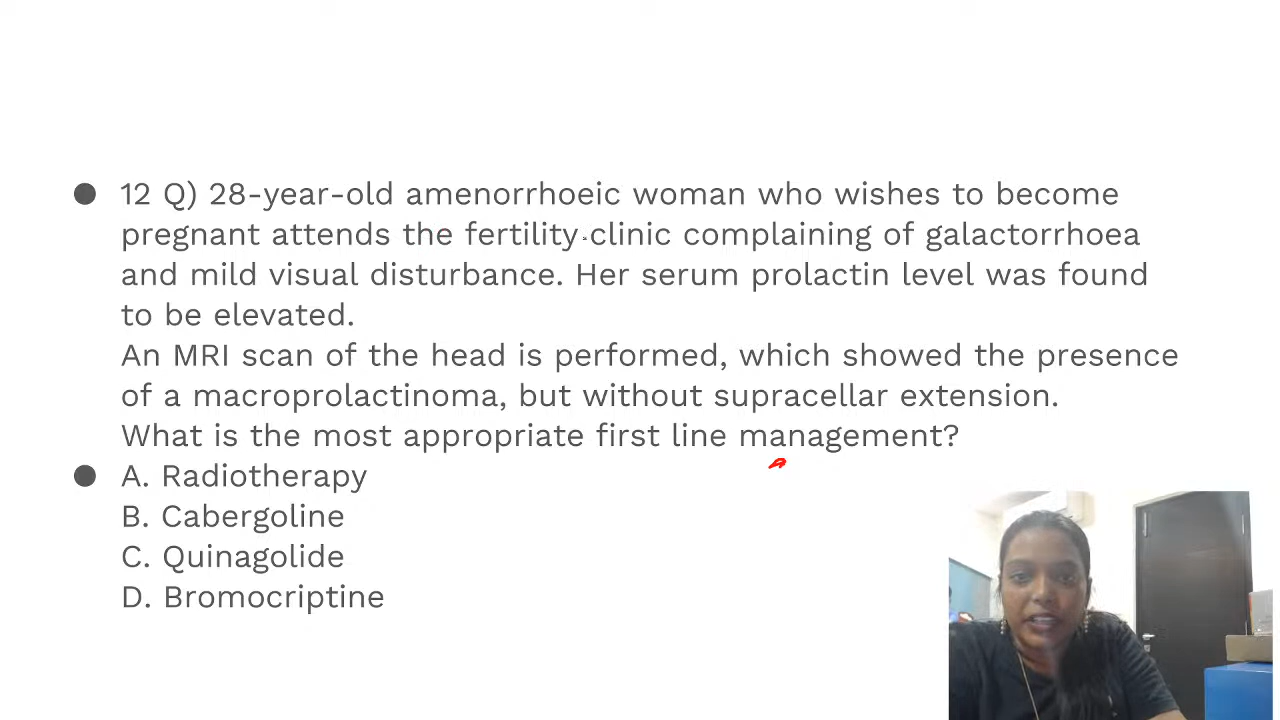 ● 12 Q) 28-year-old amenorrhoeic woman who wishes to become
pregnant attends the fertility clinic complaining of galactorrhoea
and mild visual disturbance. Her serum prolactin level was found
to be elevated.
An MRI scan of the head is performed, which showed the presence
of a macroprolactinoma, but without supracellar extension.
What is the most appropriate first line management?
● A. Radiotherapy
B. Cabergoline
C. Quinagolide
D. Bromocriptine